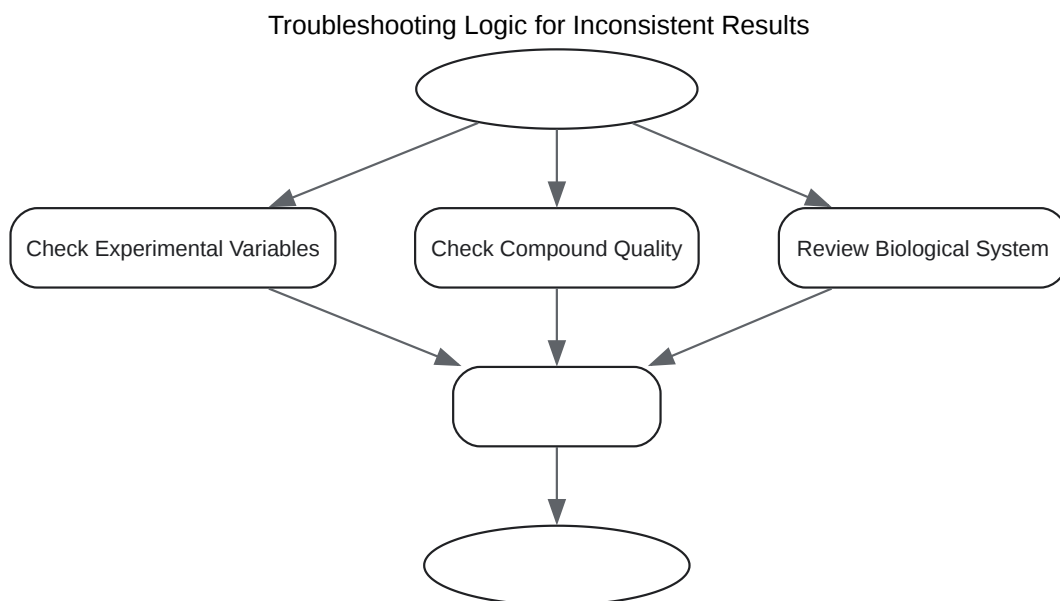 Troubleshooting Logic for Inconsistent Results
Check Experimental Variables
Check Compound Quality
Review Biological System